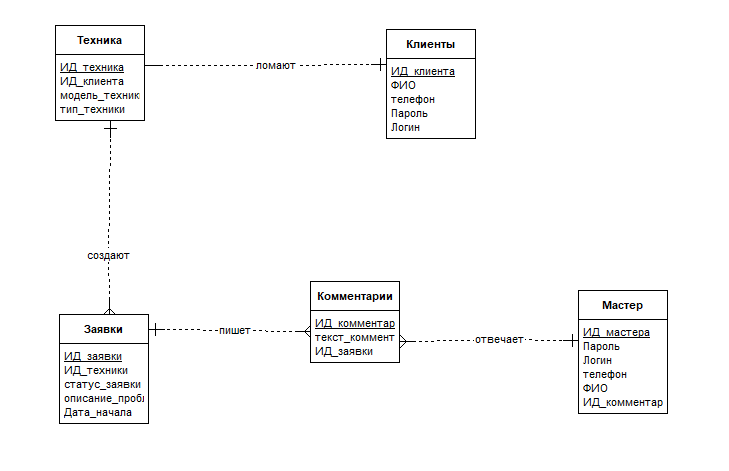 Техника
ИД_техника
ИД_клиента
модель_техник
тип_техники
ломают
Клиенты
ИД_клиента
ФИО
телефон
Пароль
Логин
создают
Заявки
ИД_заявки
ИД_техники
статус_заявки
описание_пробл
Дата_начала
пишет
Комментарии
ИД_комментар
текст_коммент
ИД_заявки
отвечает
Мастер
ИД_мастера
Пароль
Логин
телефон
ФИО
ИД_комментар